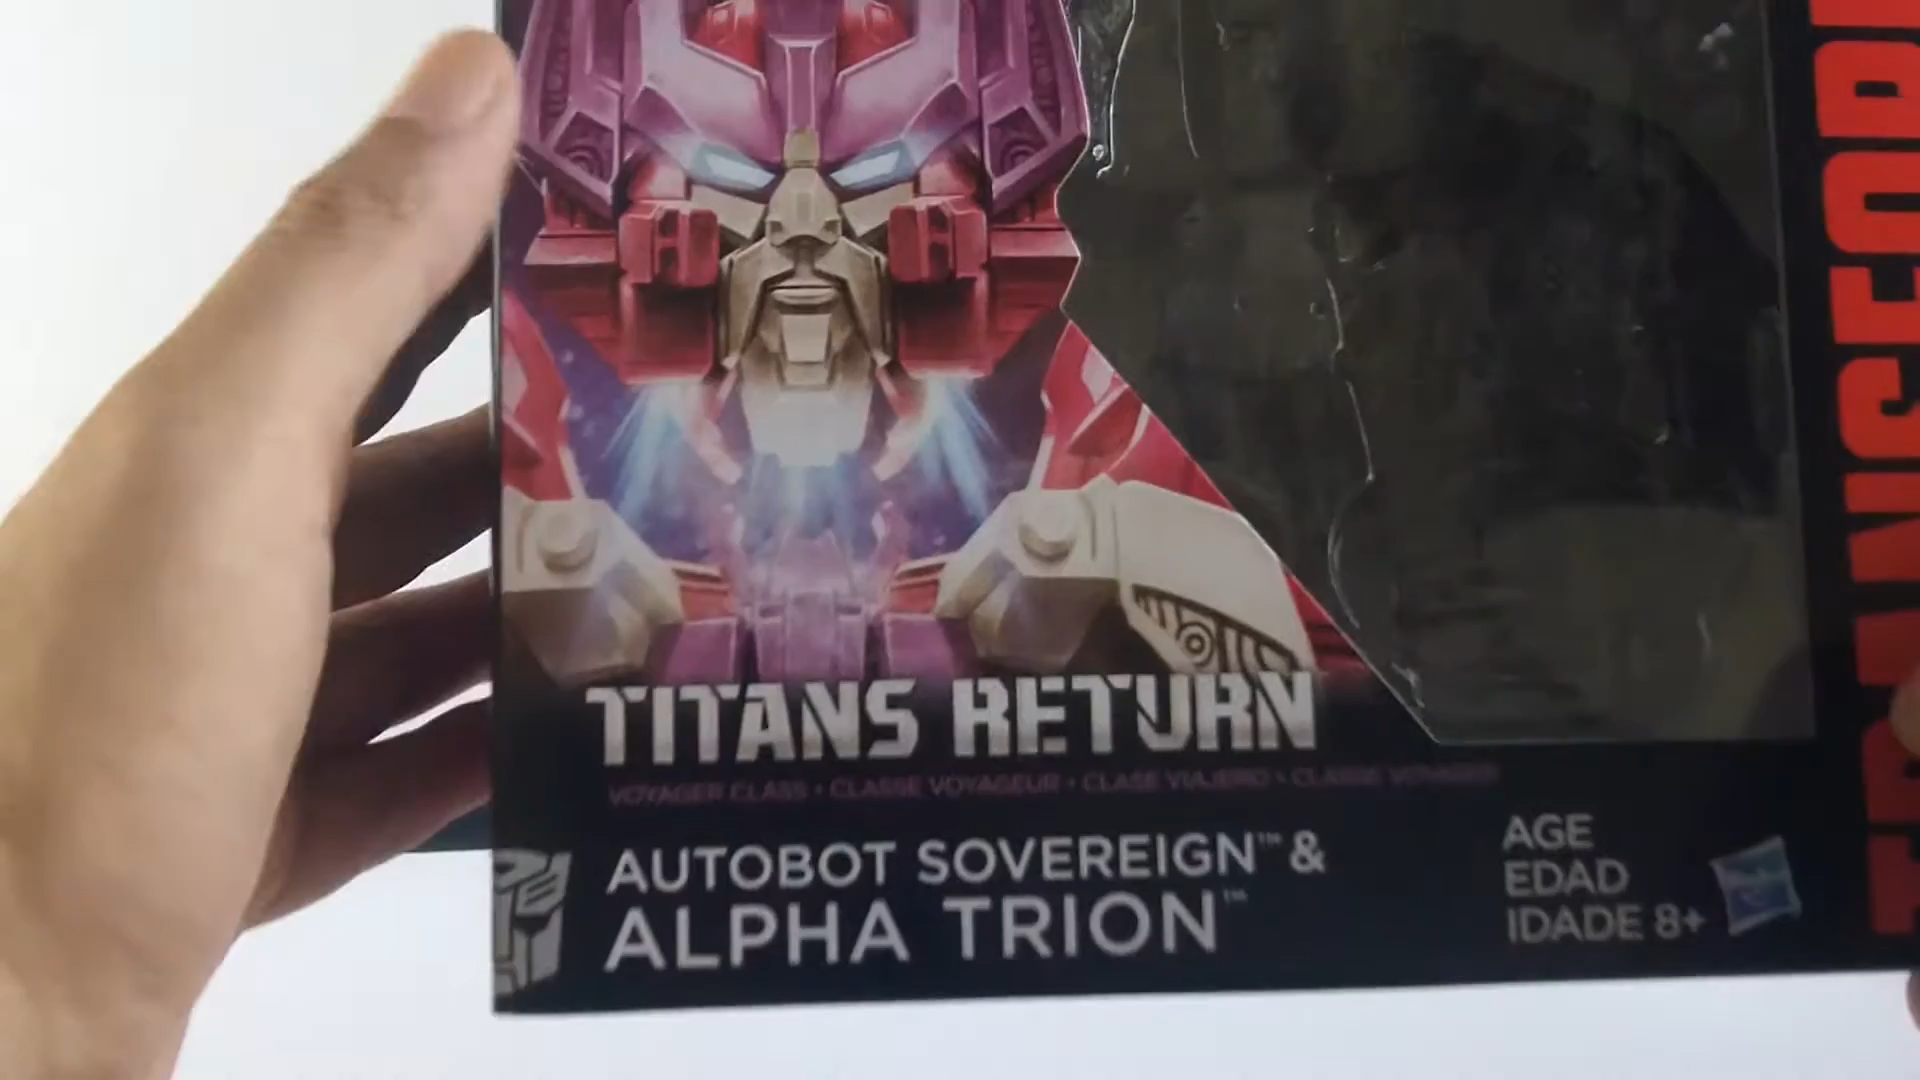 TITANS RETURN
VOYAGER CLASS • CLASSE VOYAGEUR • CLASE VIAJERO • CLASSE VOYAGER
AUTOBOT SOVEREIGN™ &
ALPHA TRION™
AGE
EDAD
IDADE 8+